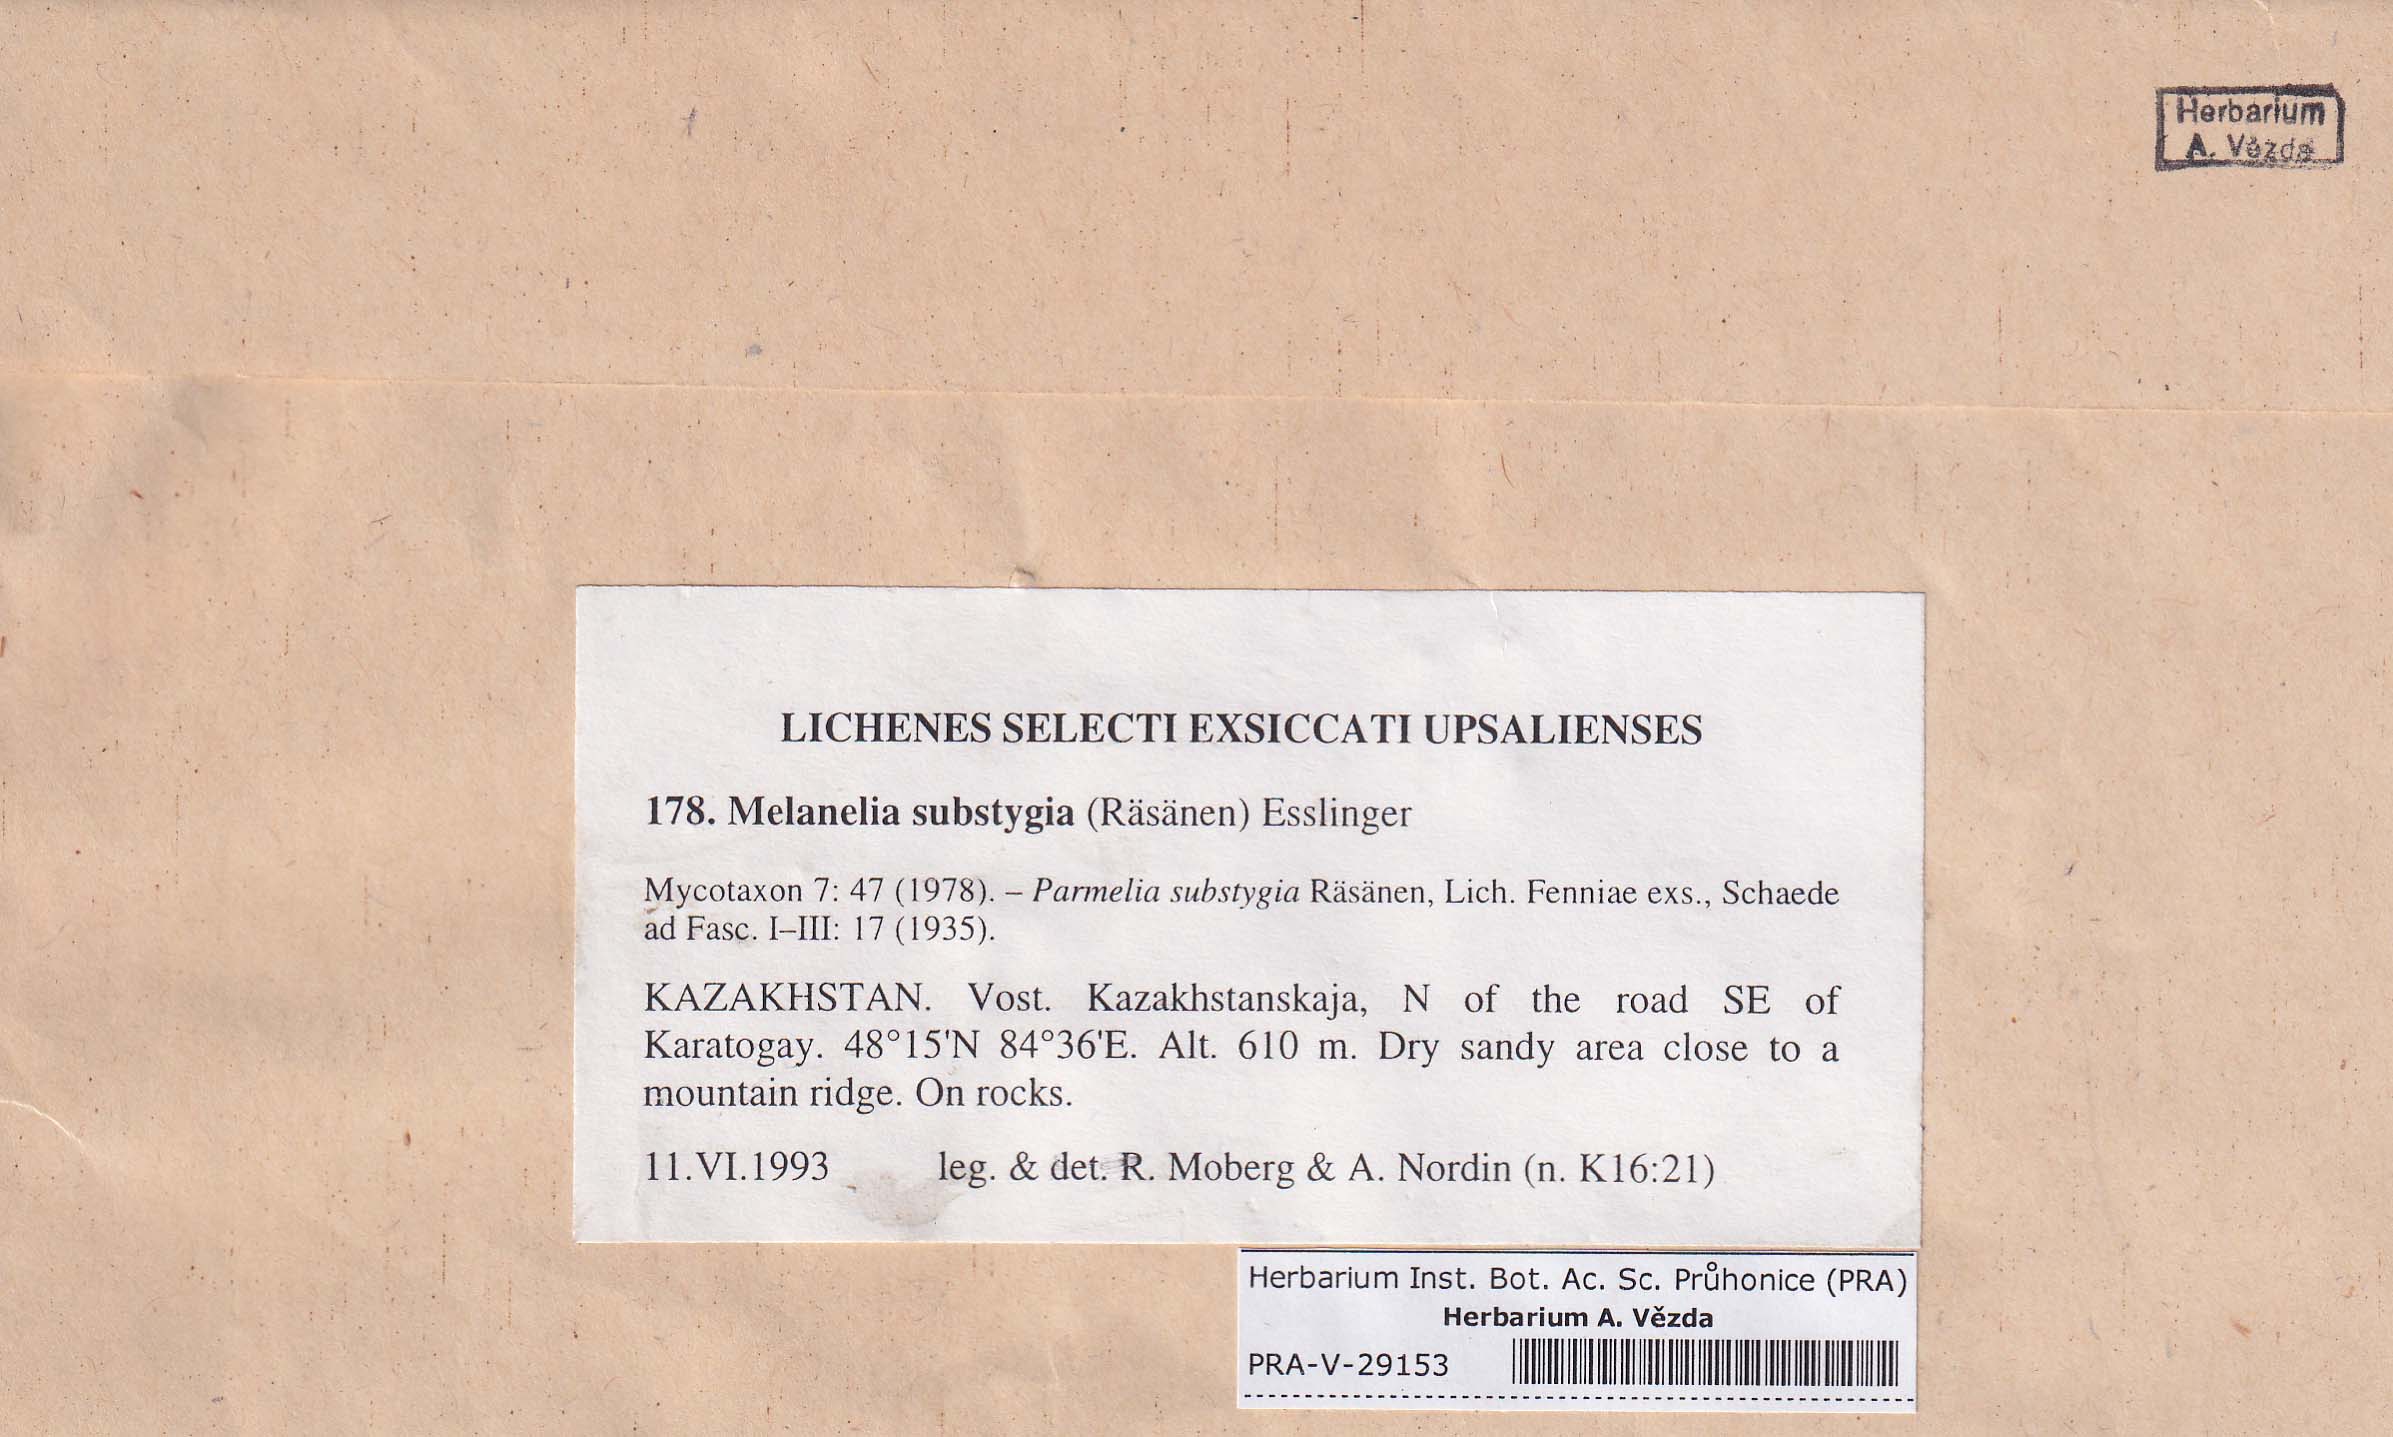 Herbarium
A. Vězda
LICHENES SELECTI EXSICCATI UPSALIENSES
178. Melanelia substygia (Räsänen) Esslinger
Mycotaxon 7: 47 (1978). – Parmelia substygia Räsänen, Lich. Fenniae exs., Schaede
ad Fasc. I–III: 17 (1935).
KAZAKHSTAN. Vost. Kazakhstanskaja, N of the road SE of
Karatogay. 48°15'N 84°36'E. Alt. 610 m. Dry sandy area close to a
mountain ridge. On rocks.
11.VI.1993 leg. & det. R. Moberg & A. Nordin (n. K16:21)
Herbarium Inst. Bot. Ac. Sc. Průhonice (PRA)
Herbarium A. Vězda
PRA-V-29153